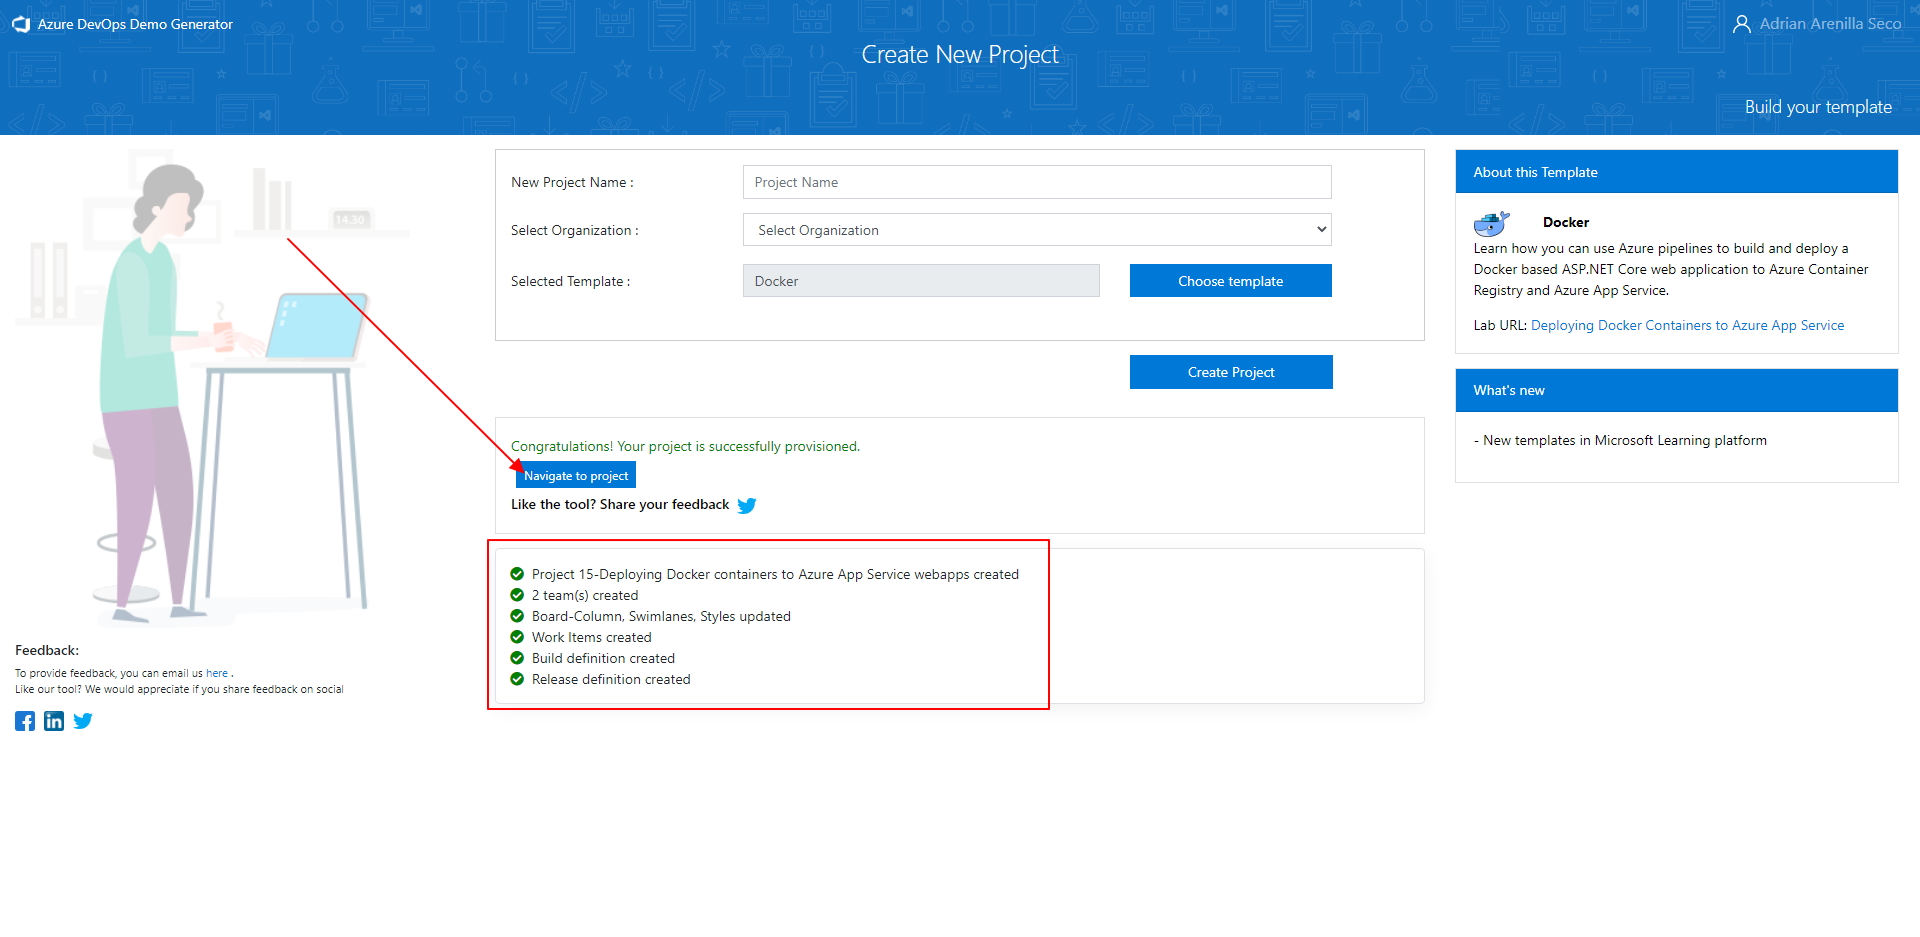 Azure DevOps Demo Generator
Adrian Arenilla Seco
Create New Project
Build your template
14.30
New Project Name :
Project Name
Select Organization :
Select Organization
Selected Template :
Docker
Choose template
Create Project
Congratulations! Your project is successfully provisioned.
Navigate to project
Like the tool? Share your feedback
Project 15-Deploying Docker containers to Azure App Service webapps created
2 team(s) created
Board-Column, Swimlanes, Styles updated
Work Items created
Build definition created
Release definition created
About this Template
Docker
Learn how you can use Azure pipelines to build and deploy a
Docker based ASP.NET Core web application to Azure Container
Registry and Azure App Service.
Lab URL: Deploying Docker Containers to Azure App Service
What's new
- New templates in Microsoft Learning platform
Feedback:
To provide feedback, you can email us here .
Like our tool? We would appreciate if you share feedback on social